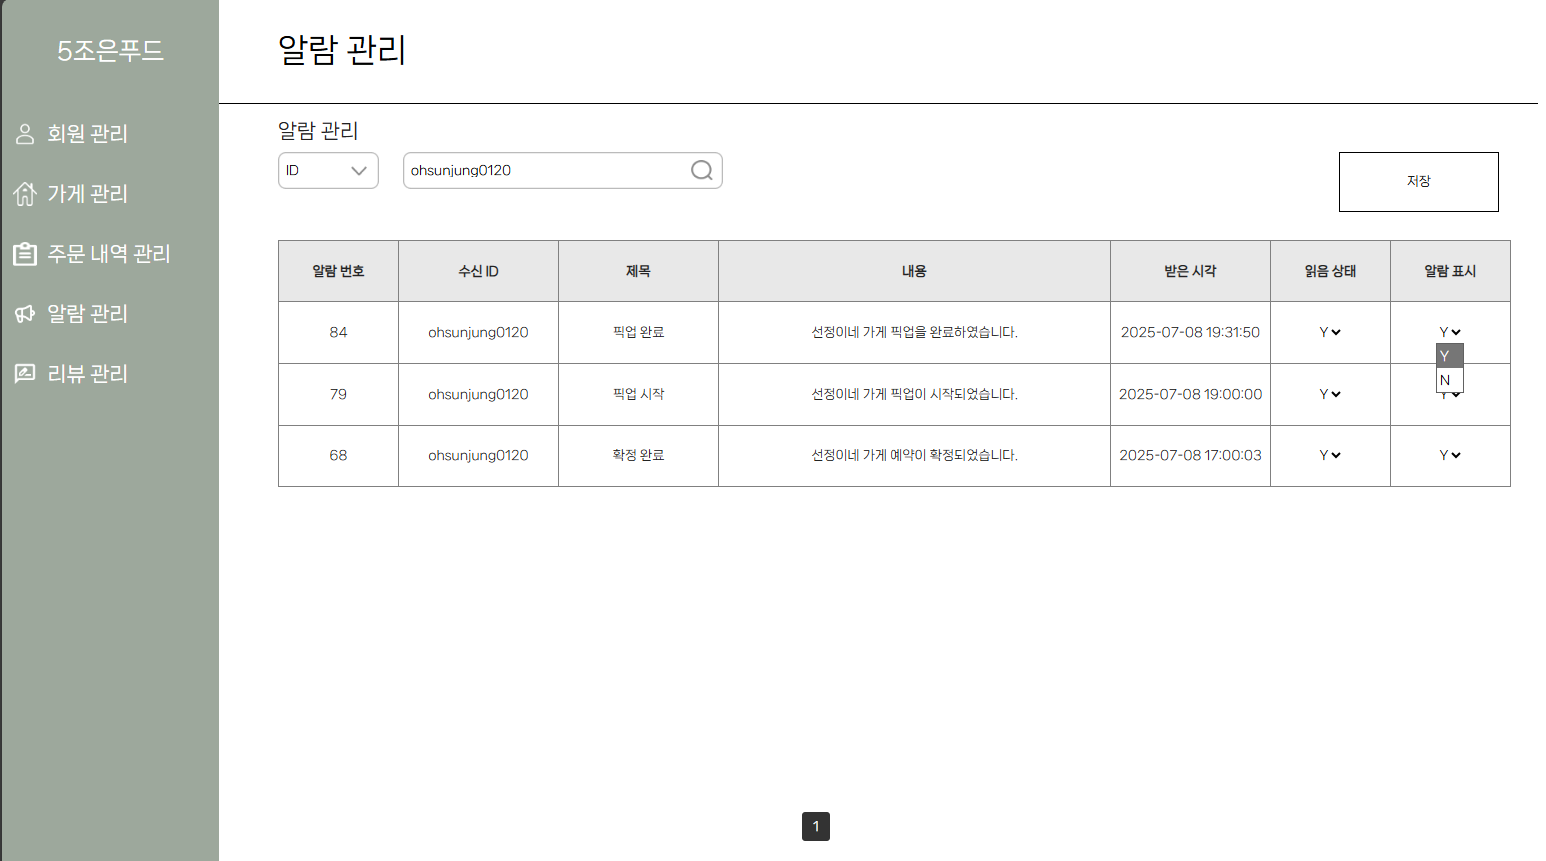 5조은푸드
회원 관리
가게 관리
주문 내역 관리
알람 관리
리뷰 관리
알람 관리
알람 관리
ID
ohsunjung0120
저장
알람 번호 수신 ID 제목 내용 받은 시각 읽음 상태 알람 표시
84 ohsunjung0120 픽업 완료 선정이네 가게 픽업을 완료하였습니다. 2025-07-08 19:31:50 Y Y
Y
N
79 ohsunjung0120 픽업 시작 선정이네 가게 픽업이 시작되었습니다. 2025-07-08 19:00:00 Y Y
68 ohsunjung0120 확정 완료 선정이네 가게 예약이 확정되었습니다. 2025-07-08 17:00:03 Y Y
1